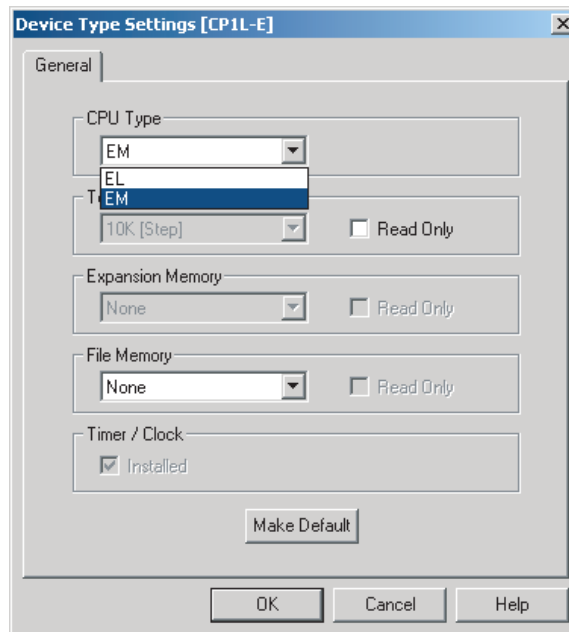 Device Type Settings [CP1L-E]
General
CPU Type
EM
EL
EM
10K [Step]
Read Only
Expansion Memory
None
Read Only
File Memory
None
Read Only
Timer / Clock
Installed
Make Default
OK
Cancel
Help